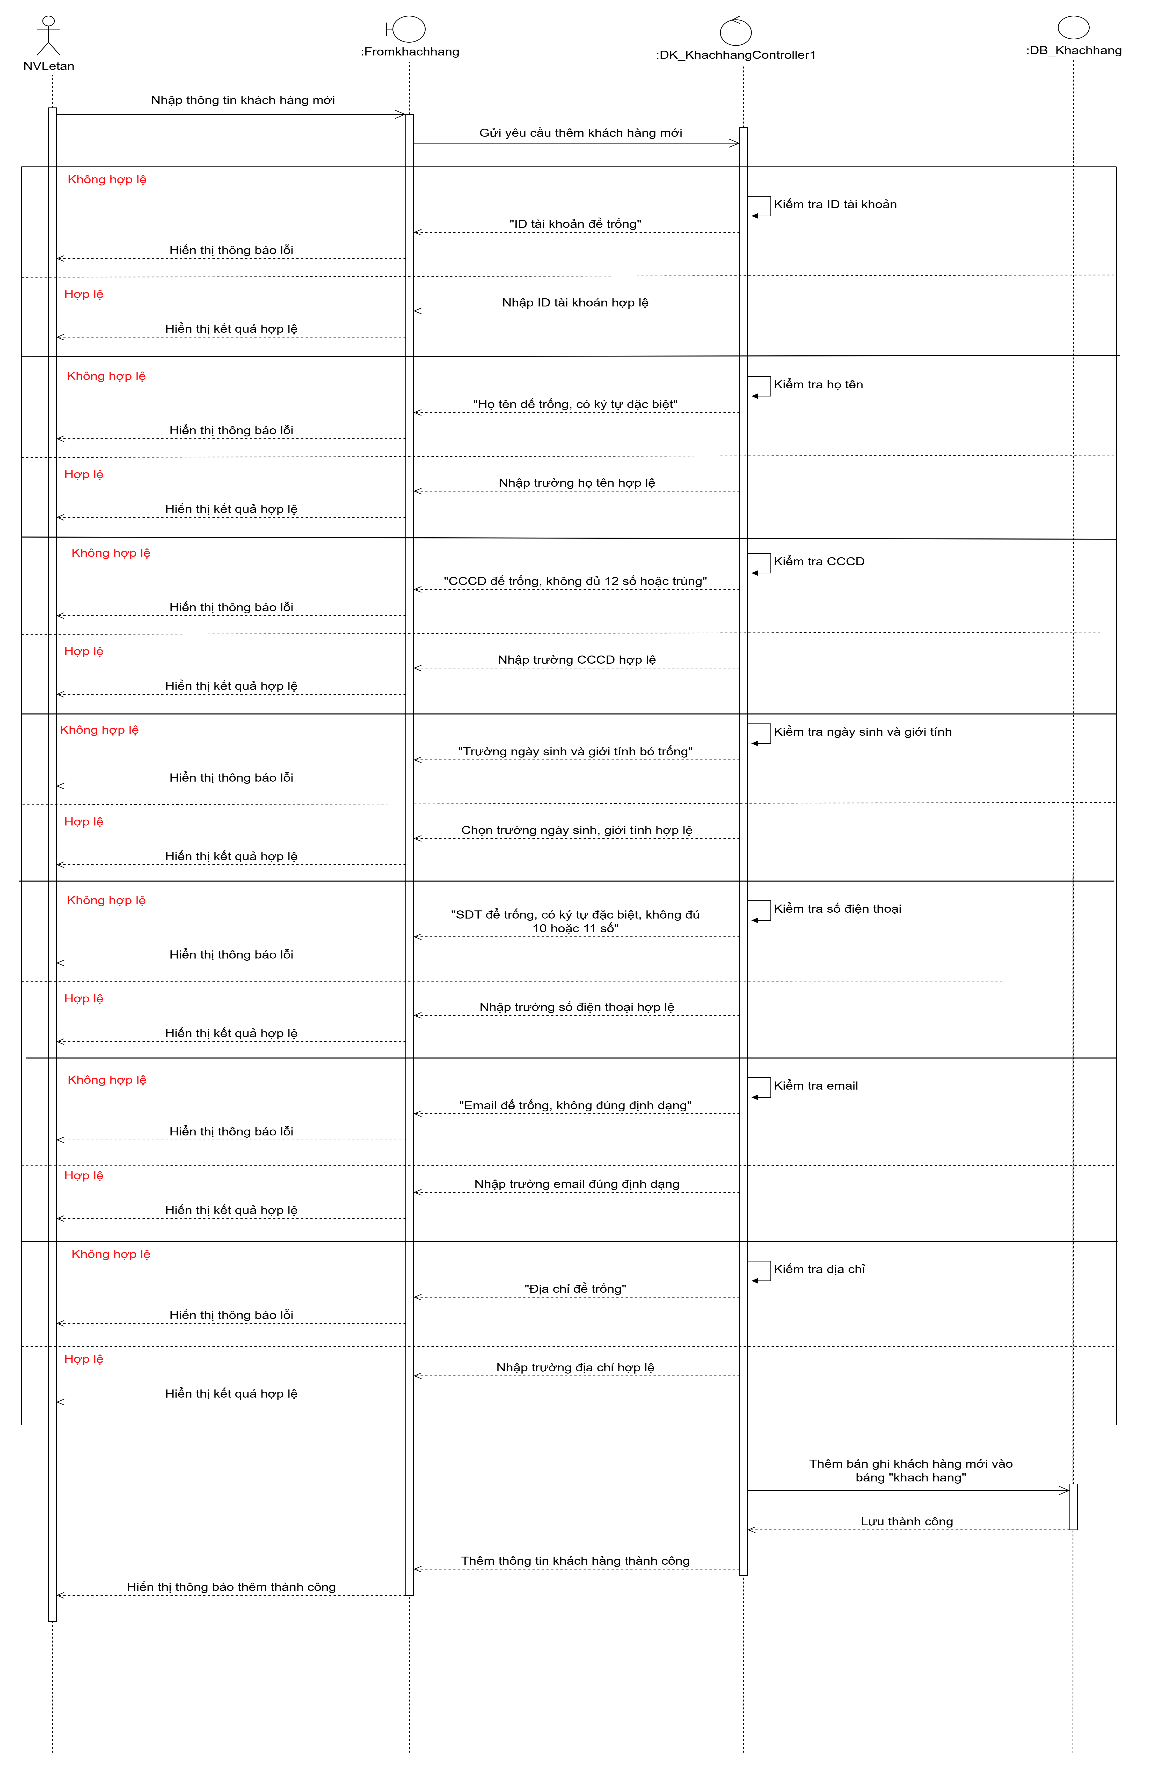 NVLetan
:Fromkhachhang
:DK_KhachhangController1
:DB_Khachhang
Nhập thông tin khách hàng mới
Gửi yêu cầu thêm khách hàng mới
Không hợp lệ
Kiểm tra ID tài khoản
"ID tài khoản để trống"
Hiển thị thông báo lỗi
Hợp lệ
Nhập ID tài khoản hợp lệ
Hiển thị kết quả hợp lệ
Không hợp lệ
Kiểm tra họ tên
"Họ tên để trống, có ký tự đặc biệt"
Hiển thị thông báo lỗi
Hợp lệ
Nhập trường họ tên hợp lệ
Hiển thị kết quả hợp lệ
Không hợp lệ
Kiểm tra CCCD
"CCCD để trống, không đủ 12 số hoặc trùng"
Hiển thị thông báo lỗi
Hợp lệ
Nhập trường CCCD hợp lệ
Hiển thị kết quả hợp lệ
Không hợp lệ
Kiểm tra ngày sinh và giới tính
"Trường ngày sinh và giới tính bỏ trống"
Hiển thị thông báo lỗi
Hợp lệ
Chọn trường ngày sinh, giới tính hợp lệ
Hiển thị kết quả hợp lệ
Không hợp lệ
Kiểm tra số điện thoại
"SDT để trống, có ký tự đặc biệt, không đủ
10 hoặc 11 số"
Hiển thị thông báo lỗi
Hợp lệ
Nhập trường số điện thoại hợp lệ
Hiển thị kết quả hợp lệ
Không hợp lệ
Kiểm tra email
"Email để trống, không đúng định dạng"
Hiển thị thông báo lỗi
Hợp lệ
Nhập trường email đúng định dạng
Hiển thị kết quả hợp lệ
Không hợp lệ
Kiểm tra địa chỉ
"Địa chỉ để trống"
Hiển thị thông báo lỗi
Hợp lệ
Nhập trường địa chỉ hợp lệ
Hiển thị kết quả hợp lệ
Thêm bản ghi khách hàng mới vào
bảng "khach hang"
Lưu thành công
Thêm thông tin khách hàng thành công
Hiển thị thông báo thêm thành công